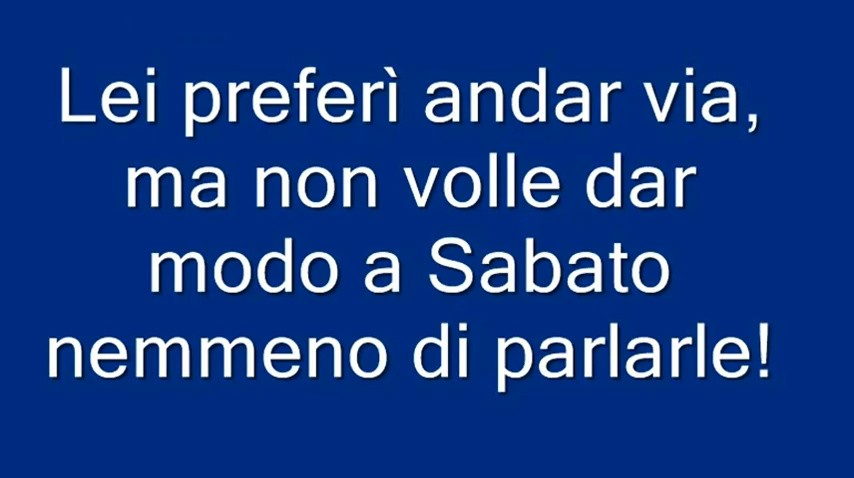 Lei preferì andar via,
ma non volle dar
modo a Sabato
nemmeno di parlarle!